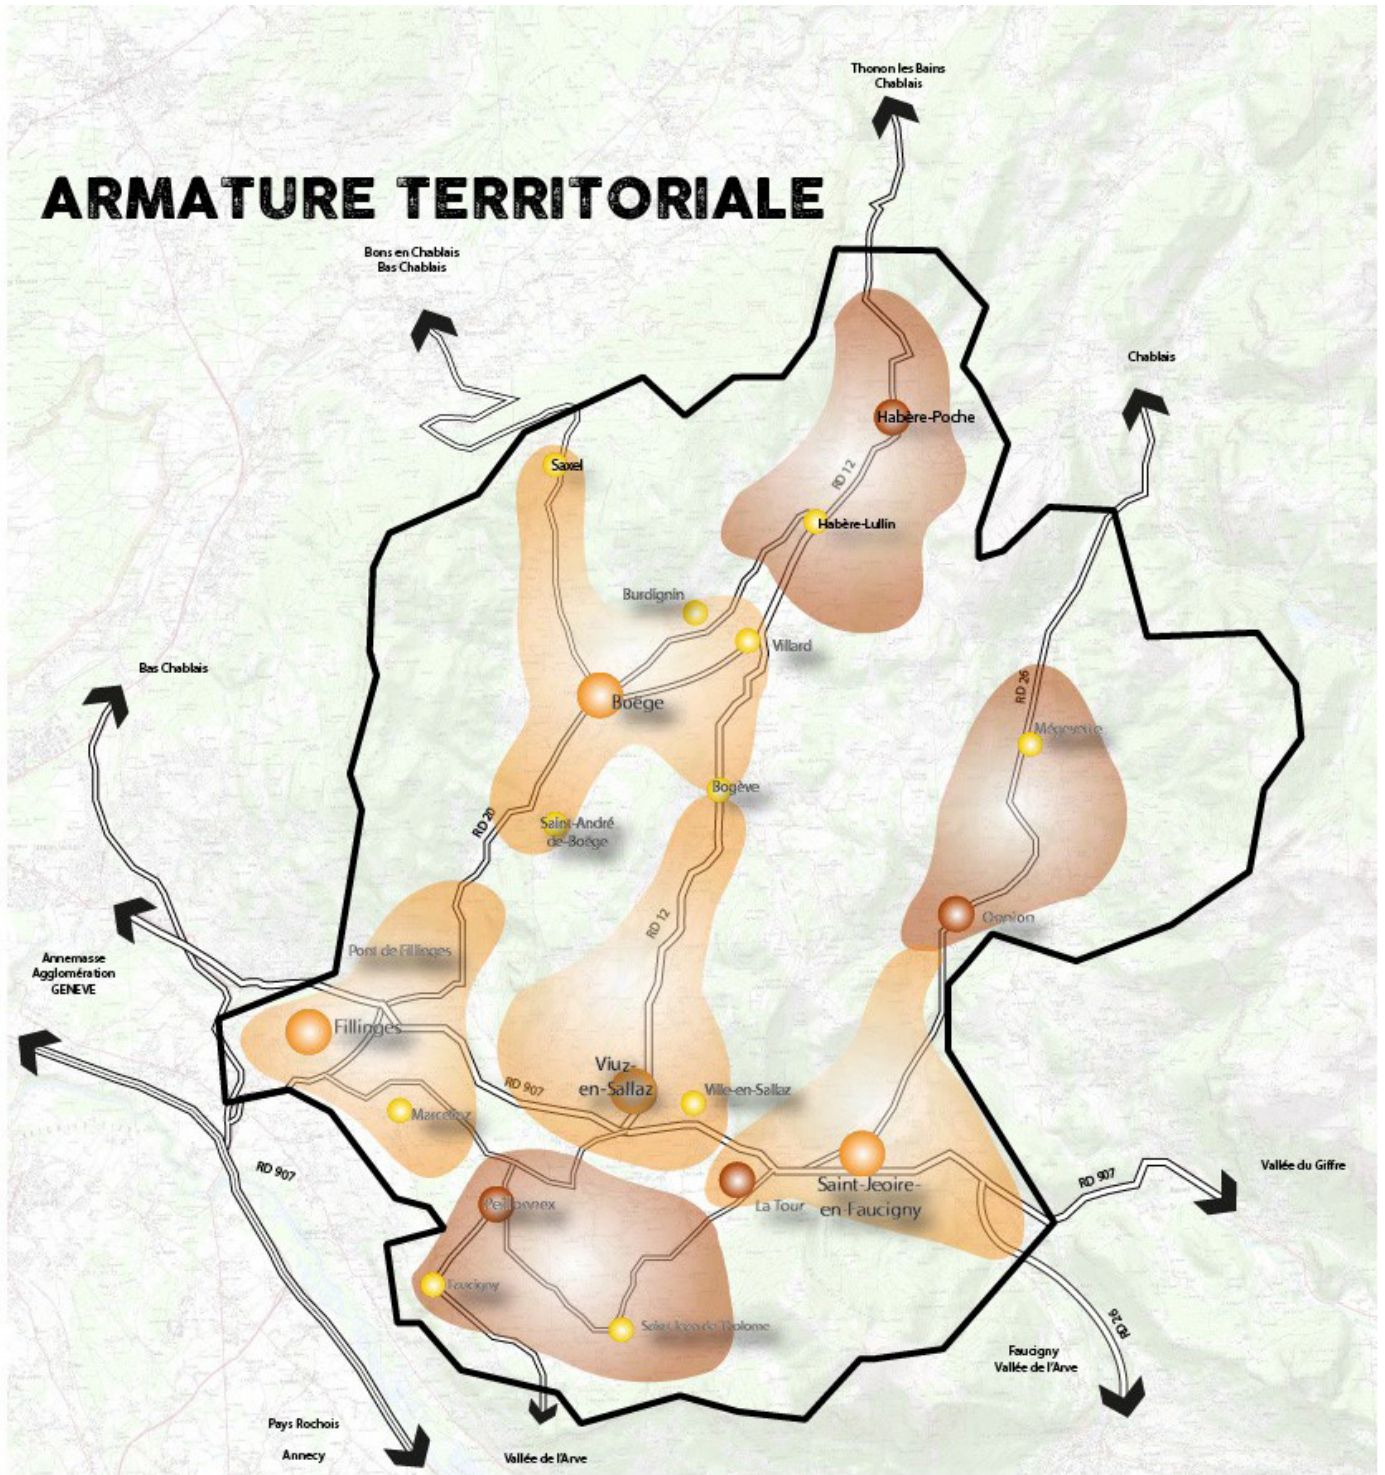 Thonon les Bains
Chablais
ARMATURE TERRITORIALE
Bons en Chablais
Bas Chablais
Chablais
Habère-Poche
Saxel
RD 12
Habère-Lullin
Burdignin
Villard
Bas Chablais
Boëge
RD 26
Mégevette
Bogève
RD 20
Saint-André
de-Boëge
Onnion
RD 12
Pont de Fillinges
Annemasse
Agglomération
GENEVE
Fillinges
Viuz-
en-Sallaz
RD 907
Ville-en-Sallaz
Marcellaz
RD 907
Vallée du Giffre
RD 907
Saint-Jeoire-
en-Faucigny
La Tour
Peillonnex
Faucigny
Saint-Jean-de-Tholome
RD 26
Faucigny
Vallée de l'Arve
Pays Rochois
Annecy
Vallée de l'Arve